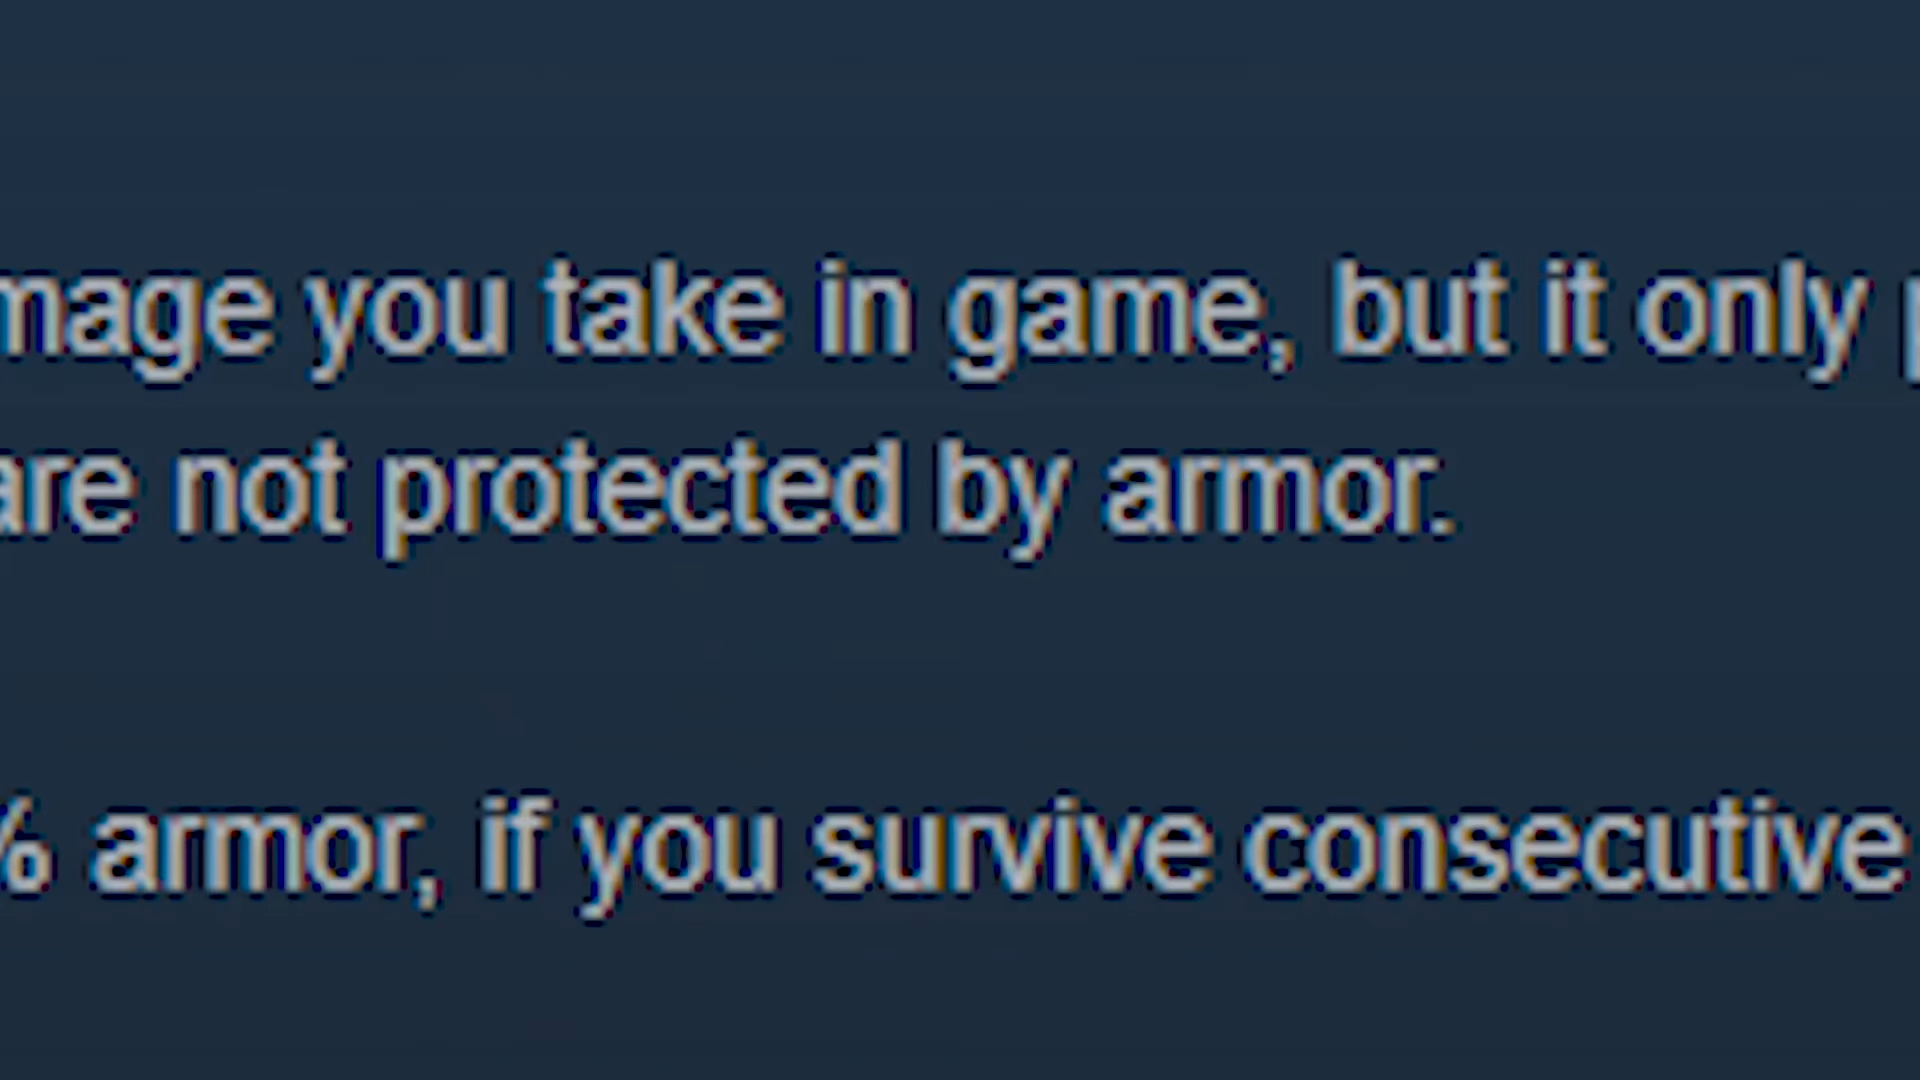 mage you take in game, but it only p
are not protected by armor.
% armor, if you survive consecutive